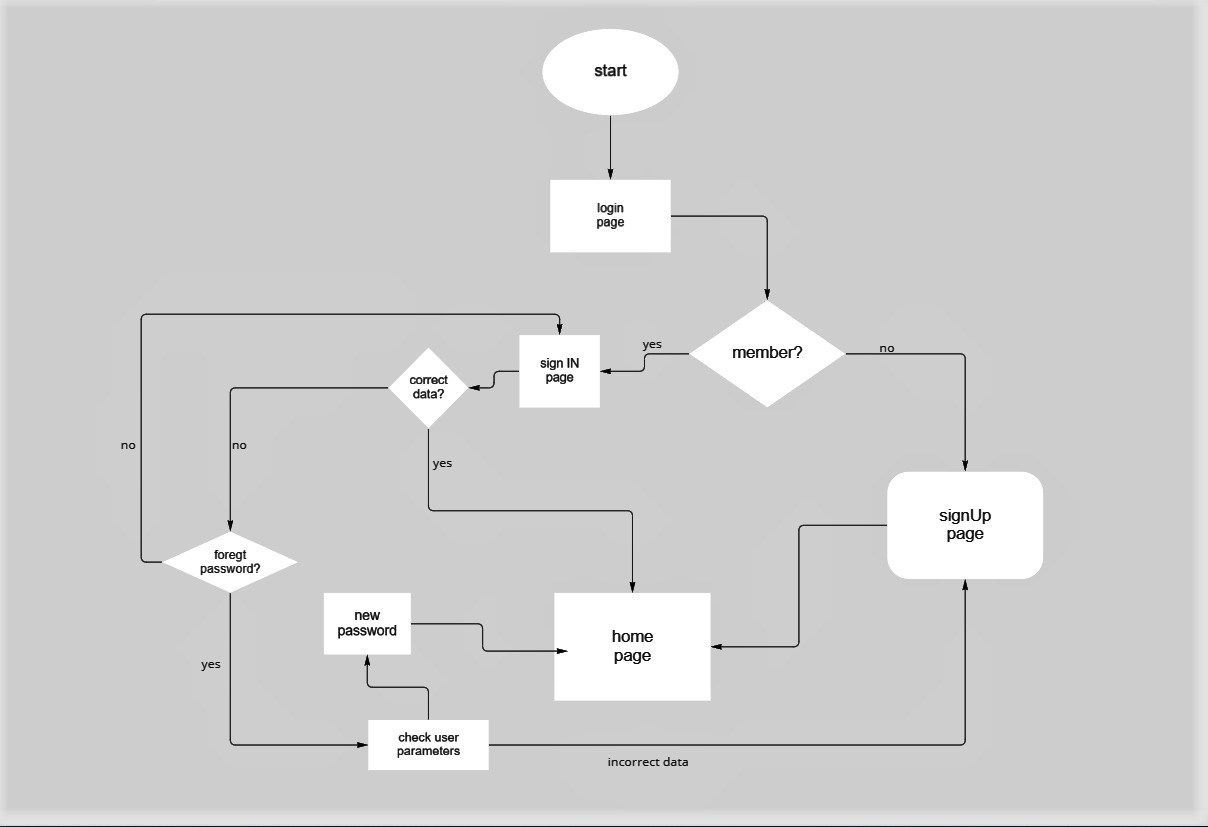 start
login
page
member?
yes
no
sign IN
page
correct
data?
no
no
yes
signUp
page
foregt
password?
new
password
home
page
yes
check user
parameters
incorrect data